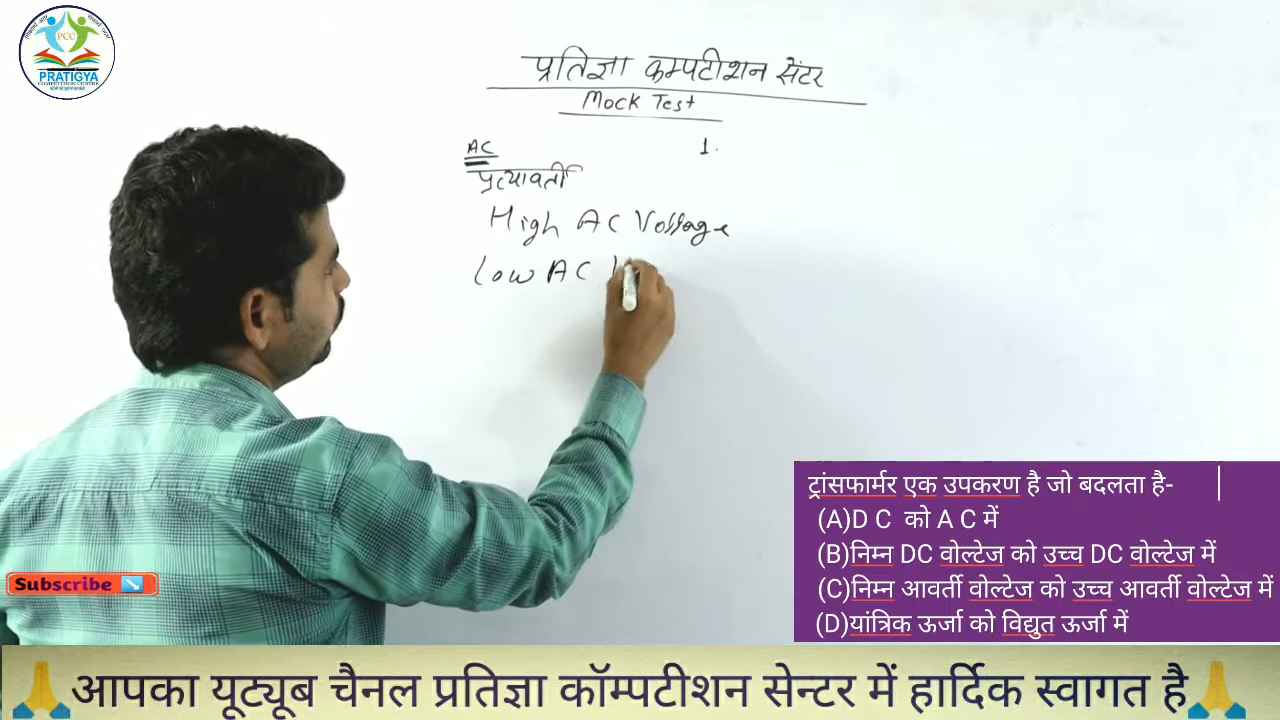 PCC
PRATIGYA
COMPETITION CENTRE
प्रतिज्ञा कम्पटीशन सेंटर
Mock Test
AC
1.
प्रत्यावर्ती
High AC Voltage
Low AC
ट्रांसफार्मर एक उपकरण है जो बदलता है-
(A)D C को A C में
(B)निम्न DC वोल्टेज को उच्च DC वोल्टेज में
(C)निम्न आवर्ती वोल्टेज को उच्च आवर्ती वोल्टेज में
(D)यांत्रिक ऊर्जा को विद्युत ऊर्जा में
Subscribe
आपका यूट्यूब चैनल प्रतिज्ञा कॉम्पटीशन सेन्टर में हार्दिक स्वागत है